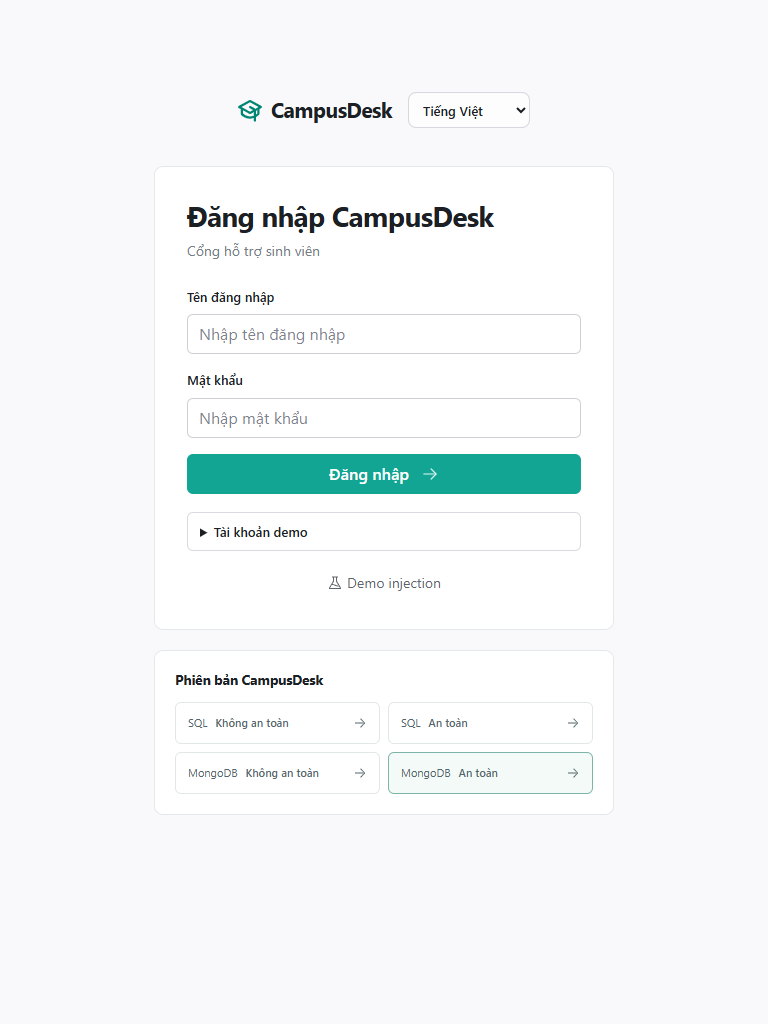 CampusDesk
Tiếng Việt
Đăng nhập CampusDesk
Cổng hỗ trợ sinh viên
Tên đăng nhập
Nhập tên đăng nhập
Mật khẩu
Nhập mật khẩu
Đăng nhập →
▶ Tài khoản demo
Demo injection
Phiên bản CampusDesk
SQL Không an toàn →
SQL An toàn →
MongoDB Không an toàn →
MongoDB An toàn →